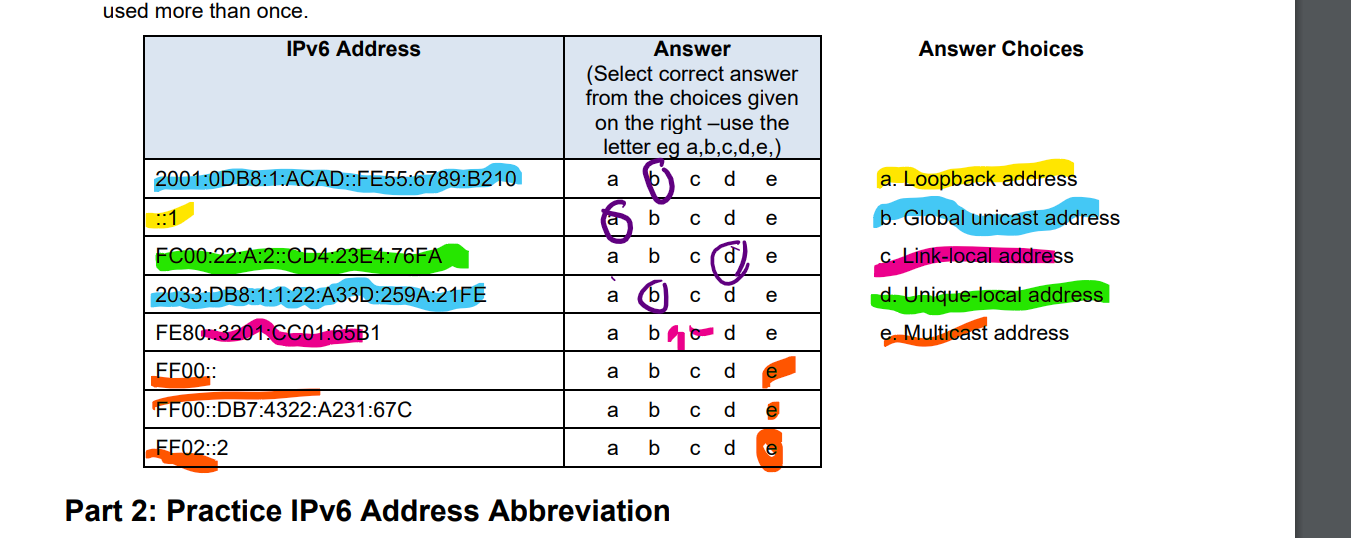 used more than once.
IPv6 Address Answer Answer Choices
(Select correct answer
from the choices given
on the right –use the
letter eg a,b,c,d,e,)
2001:0DB8:1:ACAD::FE55:6789:B210 a b c d e a. Loopback address
::1 a b c d e b. Global unicast address
FC00:22:A:2::CD4:23E4:76FA a b c d e c. Link-local address
2033:DB8:1:1:22:A33D:259A:21FE a b c d e d. Unique-local address
FE80::3201:CC01:65B1 a b c d e e. Multicast address
FF00:: a b c d e
FF00::DB7:4322:A231:67C a b c d e
FF02::2 a b c d e
Part 2: Practice IPv6 Address Abbreviation